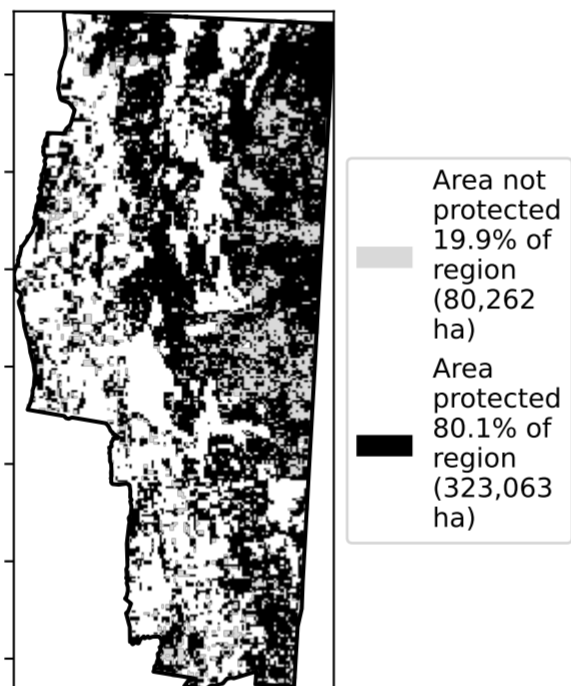 Area not
protected
19.9% of
region
(80,262
ha)
Area
protected
80.1% of
region
(323,063
ha)